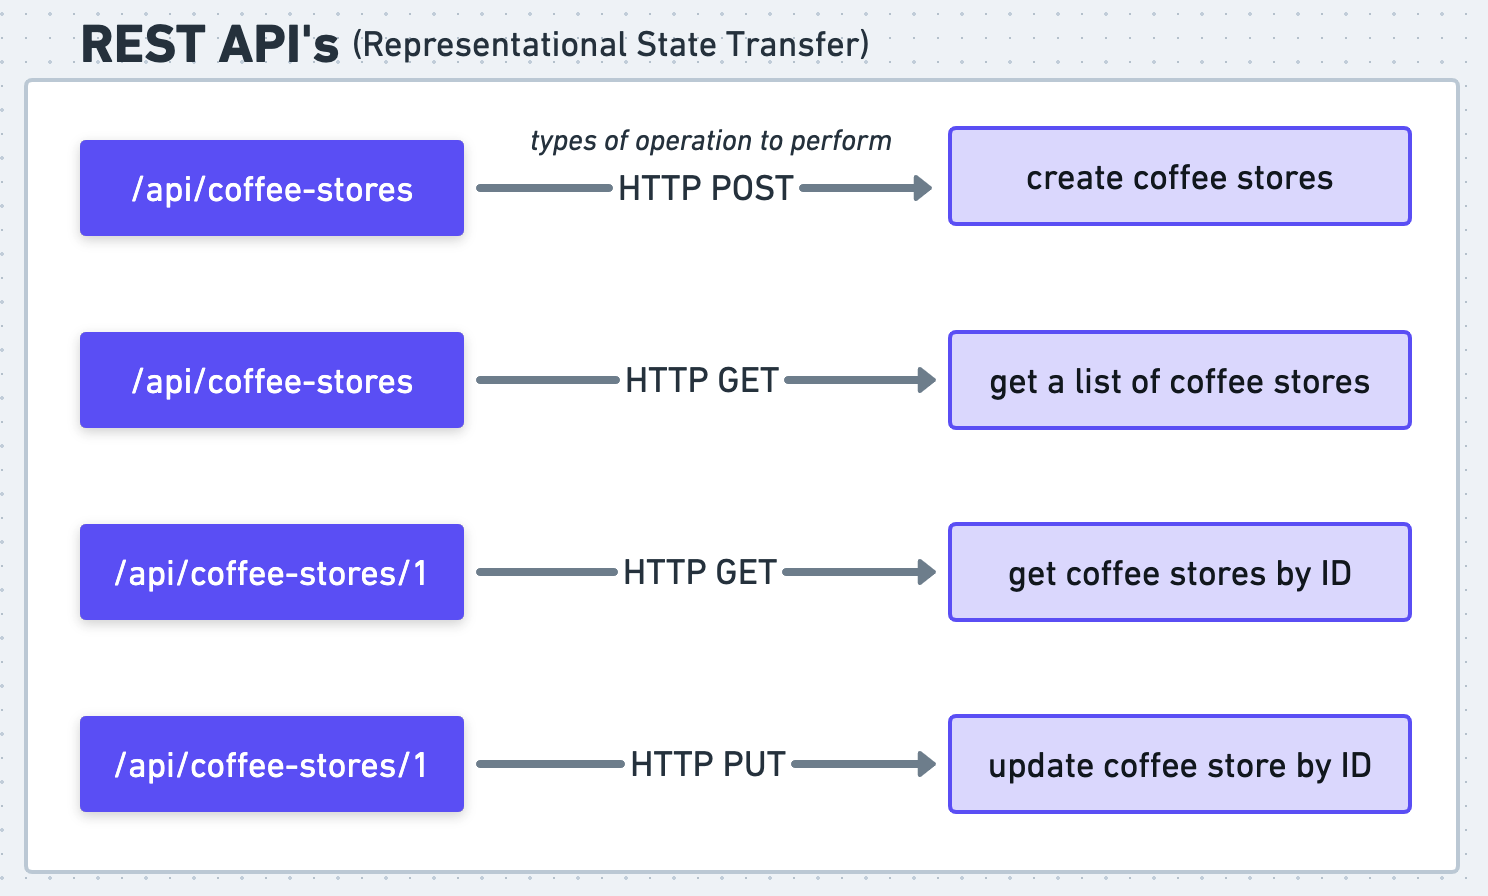 REST API's (Representational State Transfer)
types of operation to perform
/api/coffee-stores HTTP POST create coffee stores
/api/coffee-stores HTTP GET get a list of coffee stores
/api/coffee-stores/1 HTTP GET get coffee stores by ID
/api/coffee-stores/1 HTTP PUT update coffee store by ID